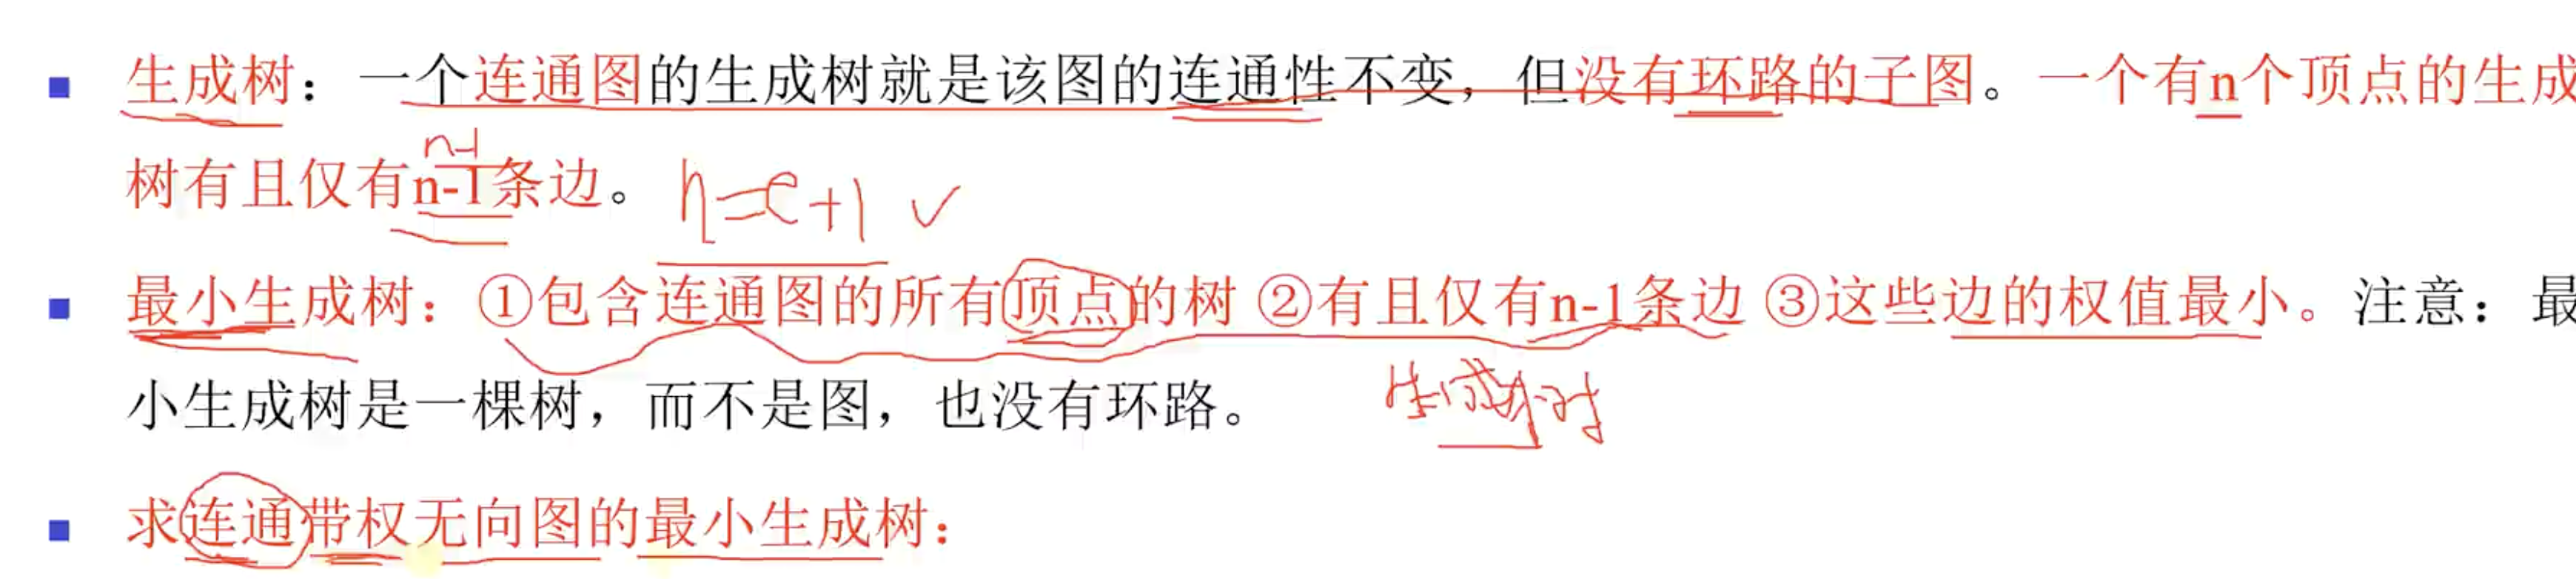 生成树：一个连通图的生成树就是该图的连通性不变，但没有环路的子图。一个有n个顶点的生成
n-1
树有且仅有n-1条边。 n=e+1 ✓
最小生成树：①包含连通图的所有顶点的树 ②有且仅有n-1条边 ③这些边的权值最小。注意：最
小生成树是一棵树，而不是图，也没有环路。 生成树
求连通带权无向图的最小生成树：